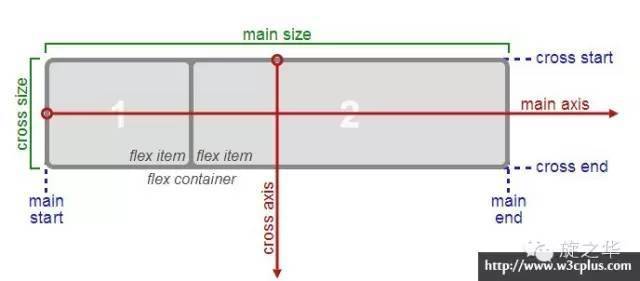 main size
cross start
cross size
1
2
main axis
flex item
flex item
cross end
flex container
cross axis
main
start
main
end
旋之华
http://www.w3cplus.com